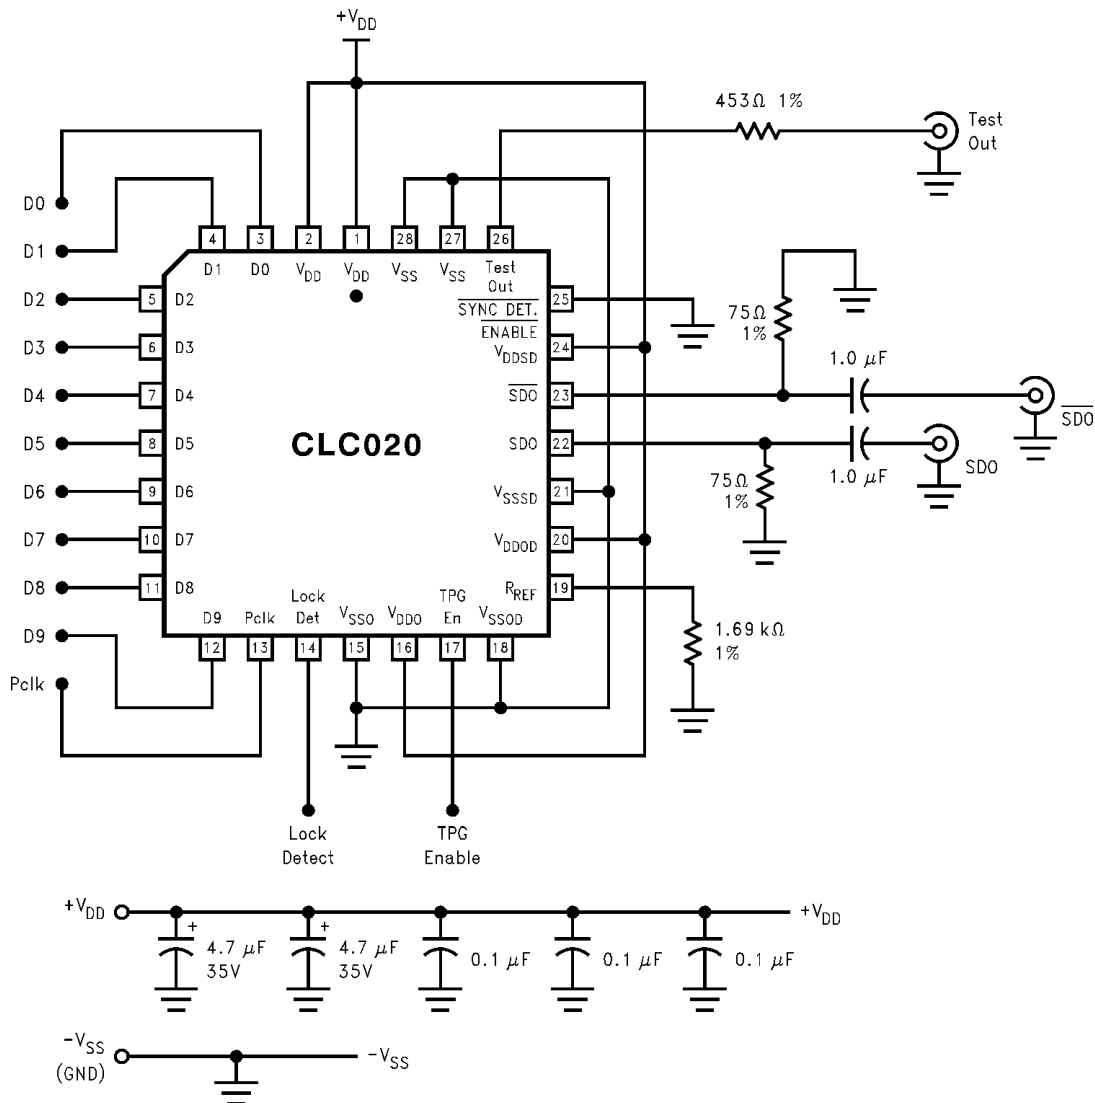 +VDD
453Ω 1%
Test
Out
D0
D1
D2
D3
D4
D5
D6
D7
D8
D9
Pclk
4
3
2
1
28
27
26
D1
D0
VDD
VDD
VSS
VSS
Test
Out
5
D2
6
D3
7
D4
8
D5
9
D6
10
D7
11
D8
CLC020
SYNC DET.
ENABLE
25
VDDSD
24
SDO
23
SDO
22
VSSSD
21
VDDOD
20
RREF
19
75Ω
1%
1.0 µF
SDO
SDO
1.0 µF
75Ω
1%
1.69 kΩ
1%
D9
Pclk
Lock
Det
VSSO
VDDO
TPG
En
VSSOD
12
13
14
15
16
17
18
Lock
Detect
TPG
Enable
+VDD
+
4.7 µF
35V
+
4.7 µF
35V
0.1 µF
0.1 µF
0.1 µF
+VDD
-VSS
(GND)
-VSS